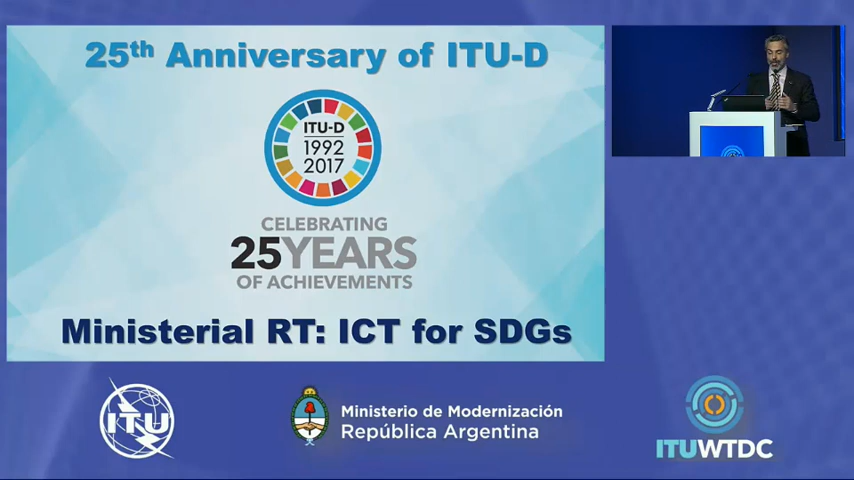 25th Anniversary of ITU-D
ITU-D
1992
2017
CELEBRATING
25YEARS
OF ACHIEVEMENTS
Ministerial RT: ICT for SDGs
ITU
Ministerio de Modernización
República Argentina
ITUWTDC